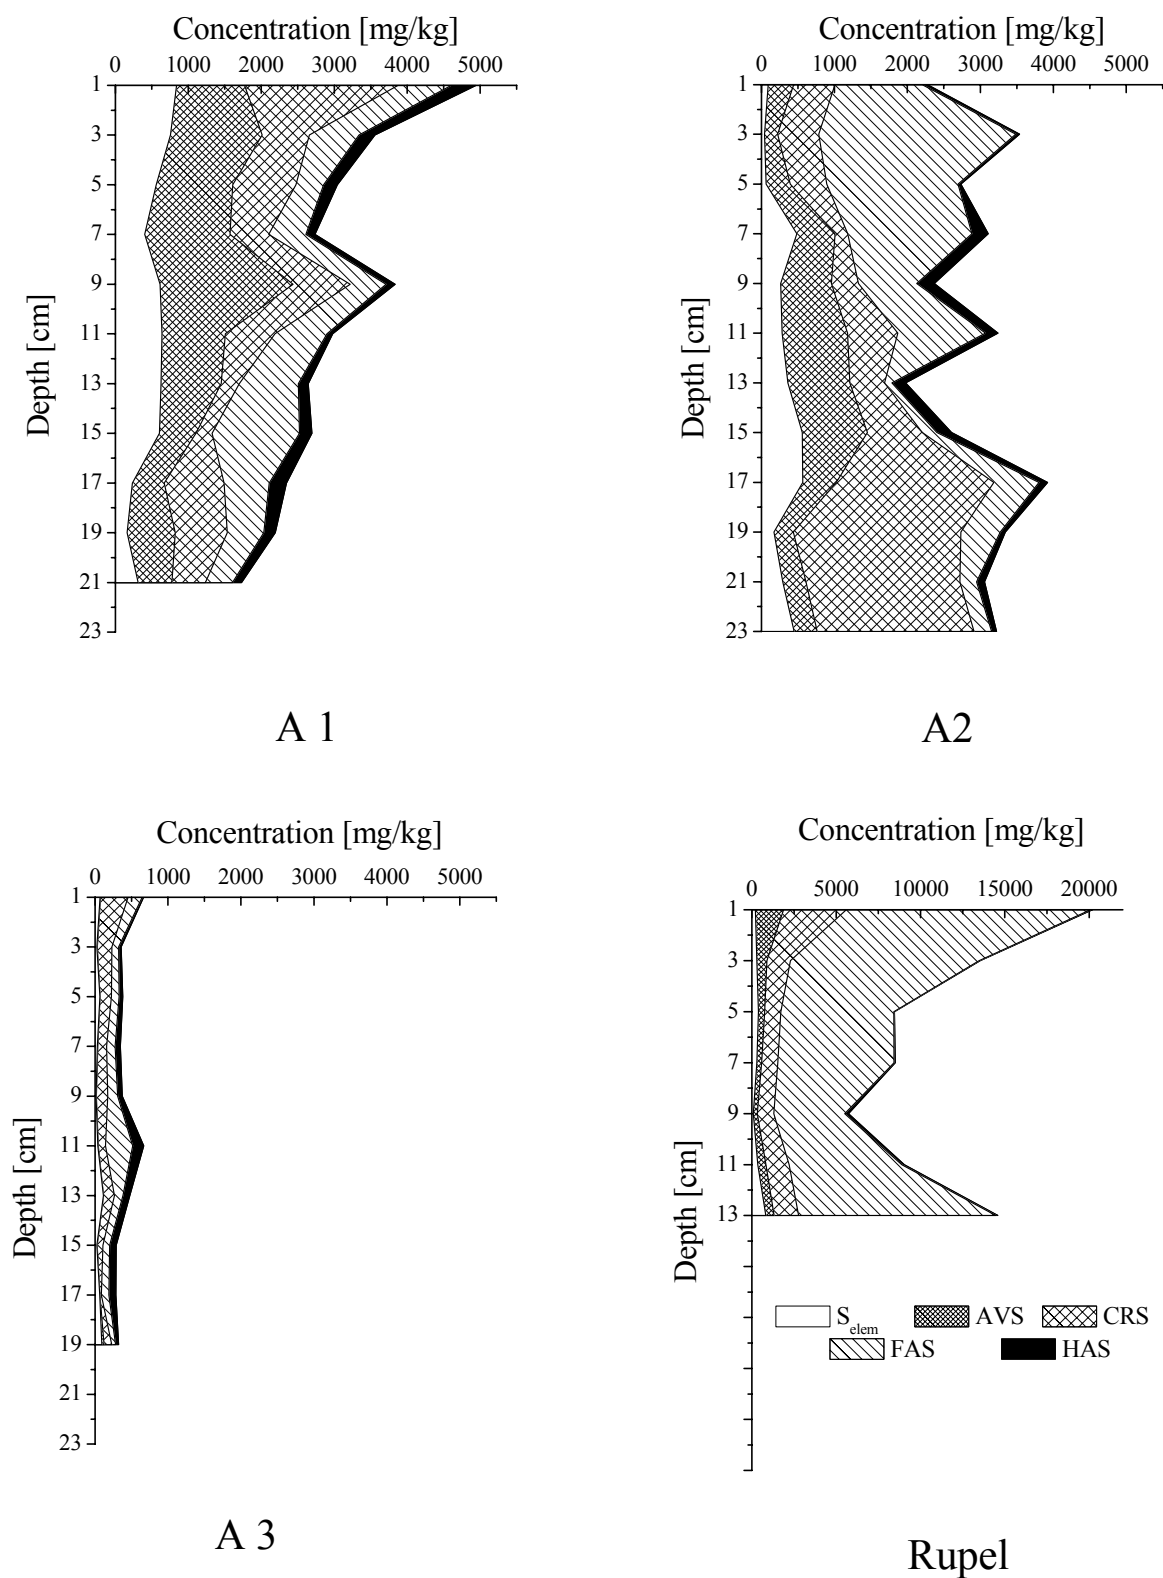 Concentration [mg/kg]
0 1000 2000 3000 4000 5000
1
3
5
7
9
11
13
15
17
19
21
23
Depth [cm]
A 1
Concentration [mg/kg]
0 1000 2000 3000 4000 5000
1
3
5
7
9
11
13
15
17
19
21
23
Depth [cm]
A2
Concentration [mg/kg]
0 1000 2000 3000 4000 5000
1
3
5
7
9
11
13
15
17
19
21
23
Depth [cm]
A 3
Concentration [mg/kg]
0 5000 10000 15000 20000
1
3
5
7
9
11
13
Depth [cm]
S elem AVS CRS
FAS HAS
Rupel